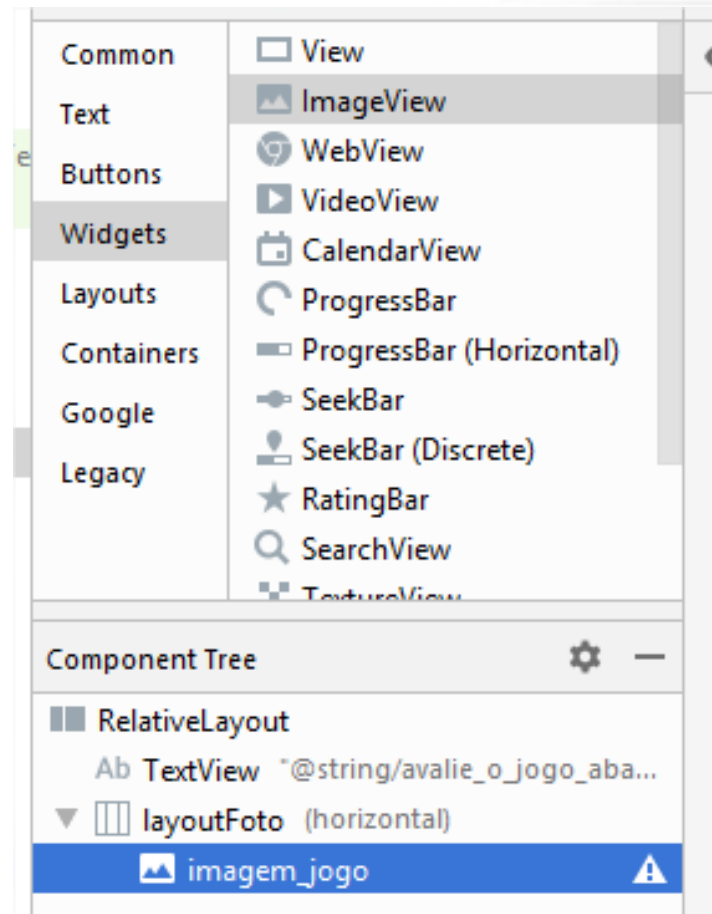 Common
Text
Buttons
Widgets
Layouts
Containers
Google
Legacy
View
ImageView
WebView
VideoView
CalendarView
ProgressBar
ProgressBar (Horizontal)
SeekBar
SeekBar (Discrete)
RatingBar
SearchView
TextureView
Component Tree
RelativeLayout
Ab TextView "@string/avalie_o_jogo_aba...
layoutFoto (horizontal)
imagem_jogo